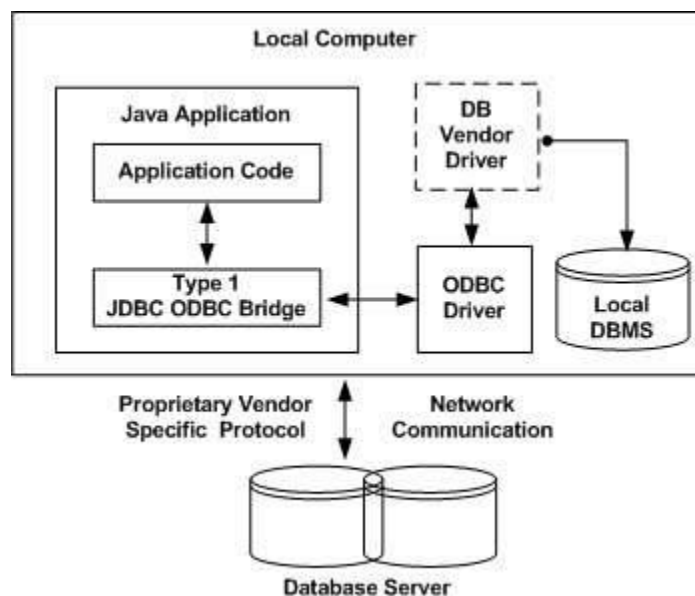 Local Computer
Java Application
Application Code
Type 1
JDBC ODBC Bridge
DB
Vendor
Driver
ODBC
Driver
Local
DBMS
Proprietary Vendor
Specific Protocol
Network
Communication
Database Server